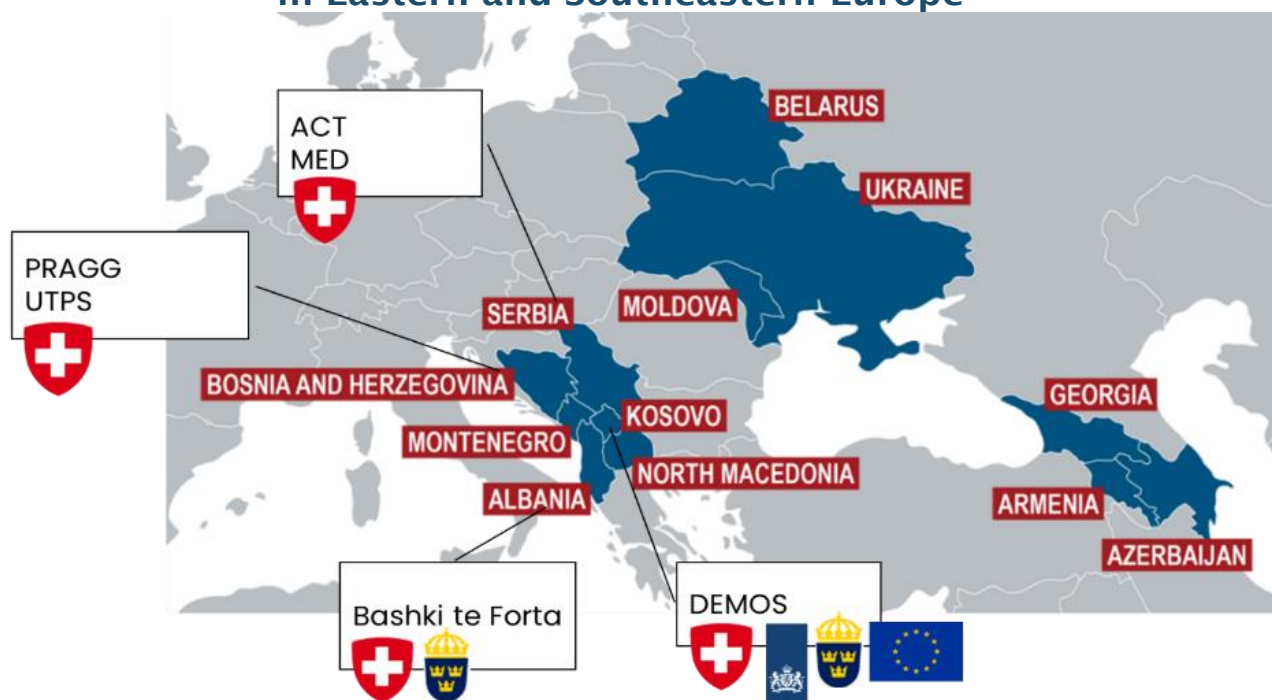 in Eastern and Southeastern Europe
ACT
MED
BELARUS
UKRAINE
PRAGG
UTPS
SERBIA
MOLDOVA
BOSNIA AND HERZEGOVINA
GEORGIA
KOSOVO
MONTENEGRO
NORTH MACEDONIA
ALBANIA
ARMENIA
AZERBAIJAN
Bashki te Forta
DEMOS